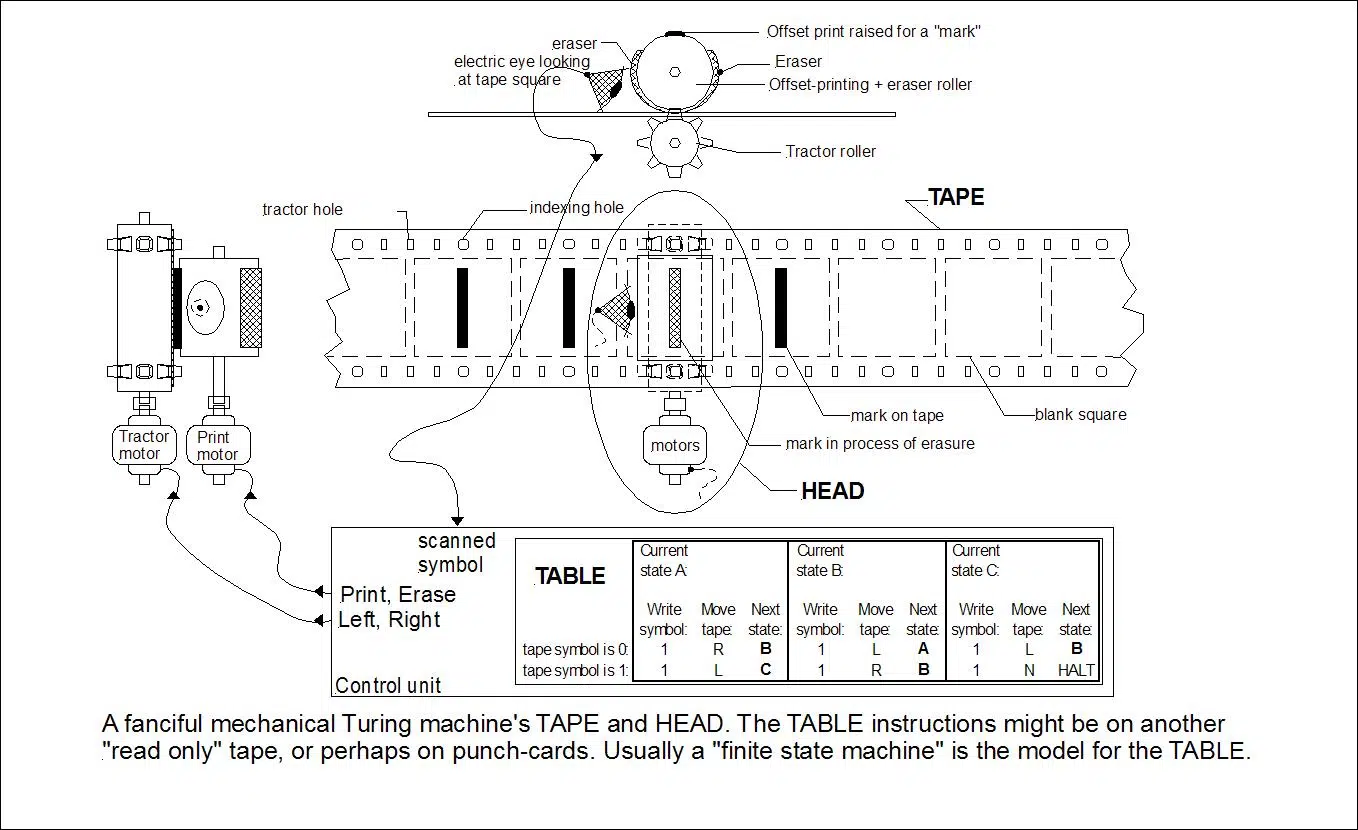 Offset print raised for a "mark"
eraser
electric eye looking
at tape square
Eraser
Offset-printing + eraser roller
Tractor roller
TAPE
tractor hole
indexing hole
mark on tape
blank square
mark in process of erasure
Tractor
motor
Print
motor
motors
HEAD
scanned
symbol
Print, Erase
Left, Right
Control unit
TABLE
Current Current Current
state A: state B: state C:
Write Move Next Write Move Next Write Move Next
symbol: tape: state: symbol: tape: state: symbol: tape: state:
tape symbol is 0: 1 R B 1 L A 1 L B
tape symbol is 1: 1 L C 1 R B 1 N HALT
A fanciful mechanical Turing machine's TAPE and HEAD. The TABLE instructions might be on another
"read only" tape, or perhaps on punch-cards. Usually a "finite state machine" is the model for the TABLE.